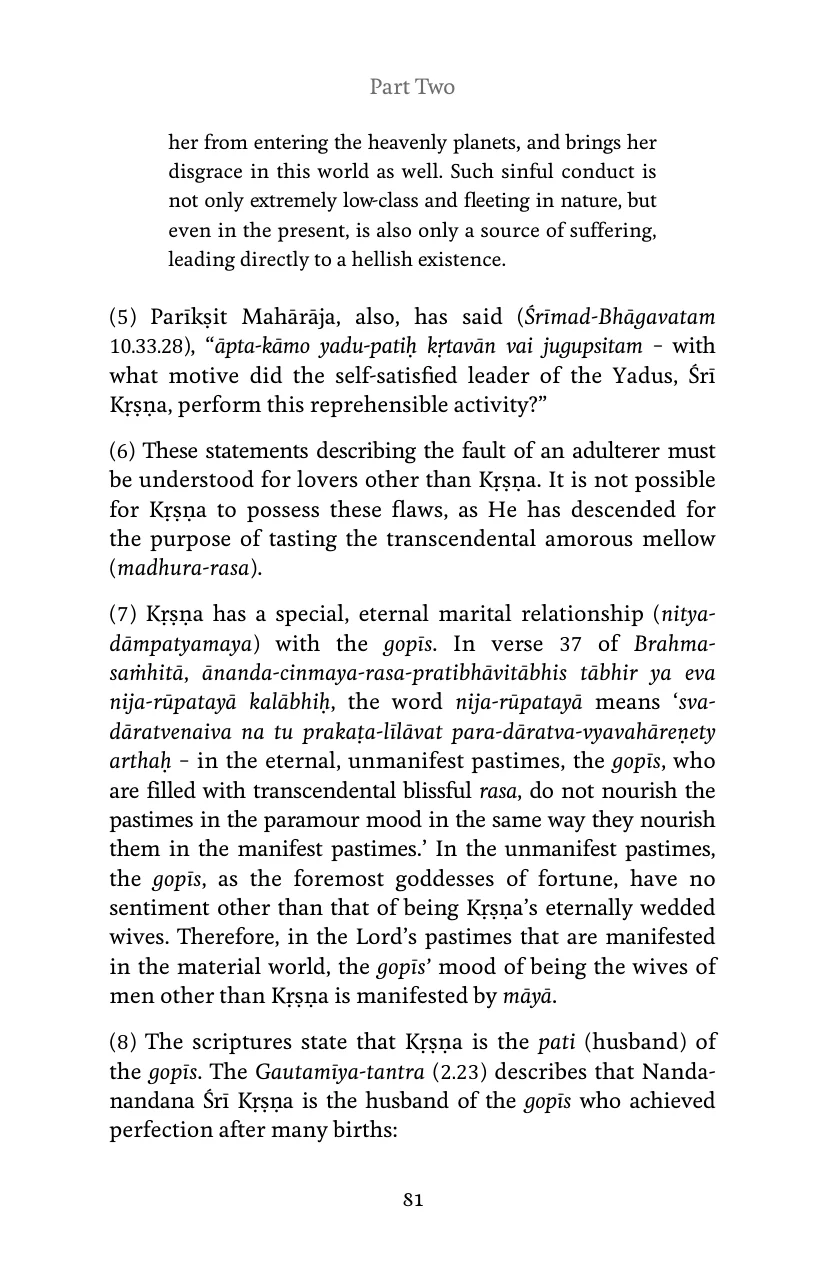 Part Two
her from entering the heavenly planets, and brings her
disgrace in this world as well. Such sinful conduct is
not only extremely low-class and fleeting in nature, but
even in the present, is also only a source of suffering,
leading directly to a hellish existence.
(5) Parīkṣit Mahārāja, also, has said (Śrīmad-Bhāgavatam
10.33.28), “āpta-kāmo yadu-patiḥ kṛtavān vai jugupsitam – with
what motive did the self-satisfied leader of the Yadus, Śrī
Kṛṣṇa, perform this reprehensible activity?”
(6) These statements describing the fault of an adulterer must
be understood for lovers other than Kṛṣṇa. It is not possible
for Kṛṣṇa to possess these flaws, as He has descended for
the purpose of tasting the transcendental amorous mellow
(madhura-rasa).
(7) Kṛṣṇa has a special, eternal marital relationship (nitya-
dāmpatyamaya) with the gopīs. In verse 37 of Brahma-
saṁhitā, ānanda-cinmaya-rasa-pratibhāvitābhis tābhir ya eva
nija-rūpatayā kalābhiḥ, the word nija-rūpatayā means ‘sva-
dāratvenaiva na tu prakaṭa-līlāvat para-dāratva-vyavahāreṇety
arthaḥ – in the eternal, unmanifest pastimes, the gopīs, who
are filled with transcendental blissful rasa, do not nourish the
pastimes in the paramour mood in the same way they nourish
them in the manifest pastimes.’ In the unmanifest pastimes,
the gopīs, as the foremost goddesses of fortune, have no
sentiment other than that of being Kṛṣṇa’s eternally wedded
wives. Therefore, in the Lord’s pastimes that are manifested
in the material world, the gopīs’ mood of being the wives of
men other than Kṛṣṇa is manifested by māyā.
(8) The scriptures state that Kṛṣṇa is the pati (husband) of
the gopīs. The Gautamīya-tantra (2.23) describes that Nanda-
nandana Śrī Kṛṣṇa is the husband of the gopīs who achieved
perfection after many births:
81